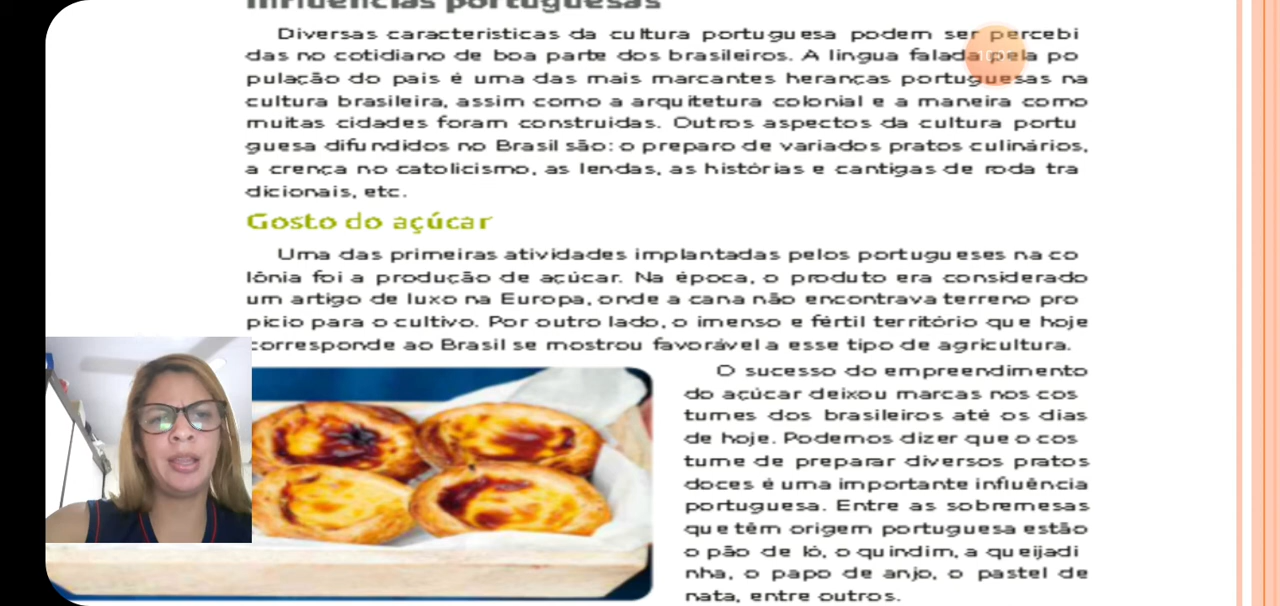 Influências portuguesas
Diversas características da cultura portuguesa podem ser percebi
das no cotidiano de boa parte dos brasileiros. A língua falada pela po
pulação do país é uma das mais marcantes heranças portuguesas na
cultura brasileira, assim como a arquitetura colonial e a maneira como
muitas cidades foram construídas. Outros aspectos da cultura portu
guesa difundidos no Brasil são: o preparo de variados pratos culinários,
a crença no catolicismo, as lendas, as histórias e cantigas de roda tra
dicionais, etc.
Gosto do açúcar
Uma das primeiras atividades implantadas pelos portugueses na co
lônia foi a produção de açúcar. Na época, o produto era considerado
um artigo de luxo na Europa, onde a cana não encontrava terreno pro
pício para o cultivo. Por outro lado, o imenso e fértil território que hoje
corresponde ao Brasil se mostrou favorável a esse tipo de agricultura.
O sucesso do empreendimento
do açúcar deixou marcas nos cos
tumes dos brasileiros até os dias
de hoje. Podemos dizer que o cos
tume de preparar diversos pratos
doces é uma importante influência
portuguesa. Entre as sobremesas
que têm origem portuguesa estão
o pão de ló, o quindim, a queijadi
nha, o papo de anjo, o pastel de
nata, entre outros.